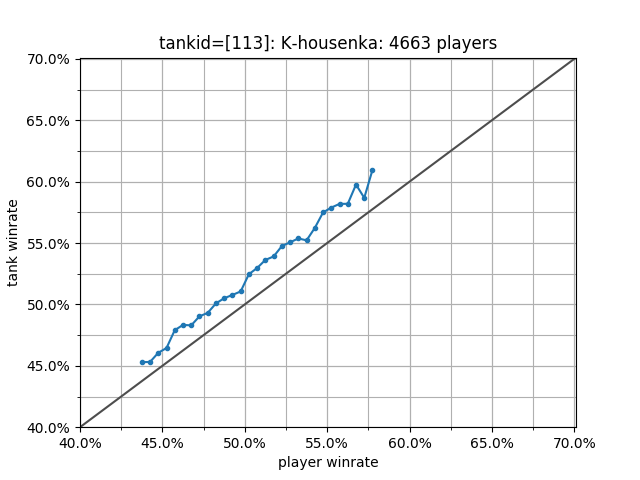 tankid=[113]: K-housenka: 4663 players
70.0%
65.0%
60.0%
55.0%
50.0%
45.0%
40.0%
tank winrate
40.0% 45.0% 50.0% 55.0% 60.0% 65.0% 70.0%
player winrate